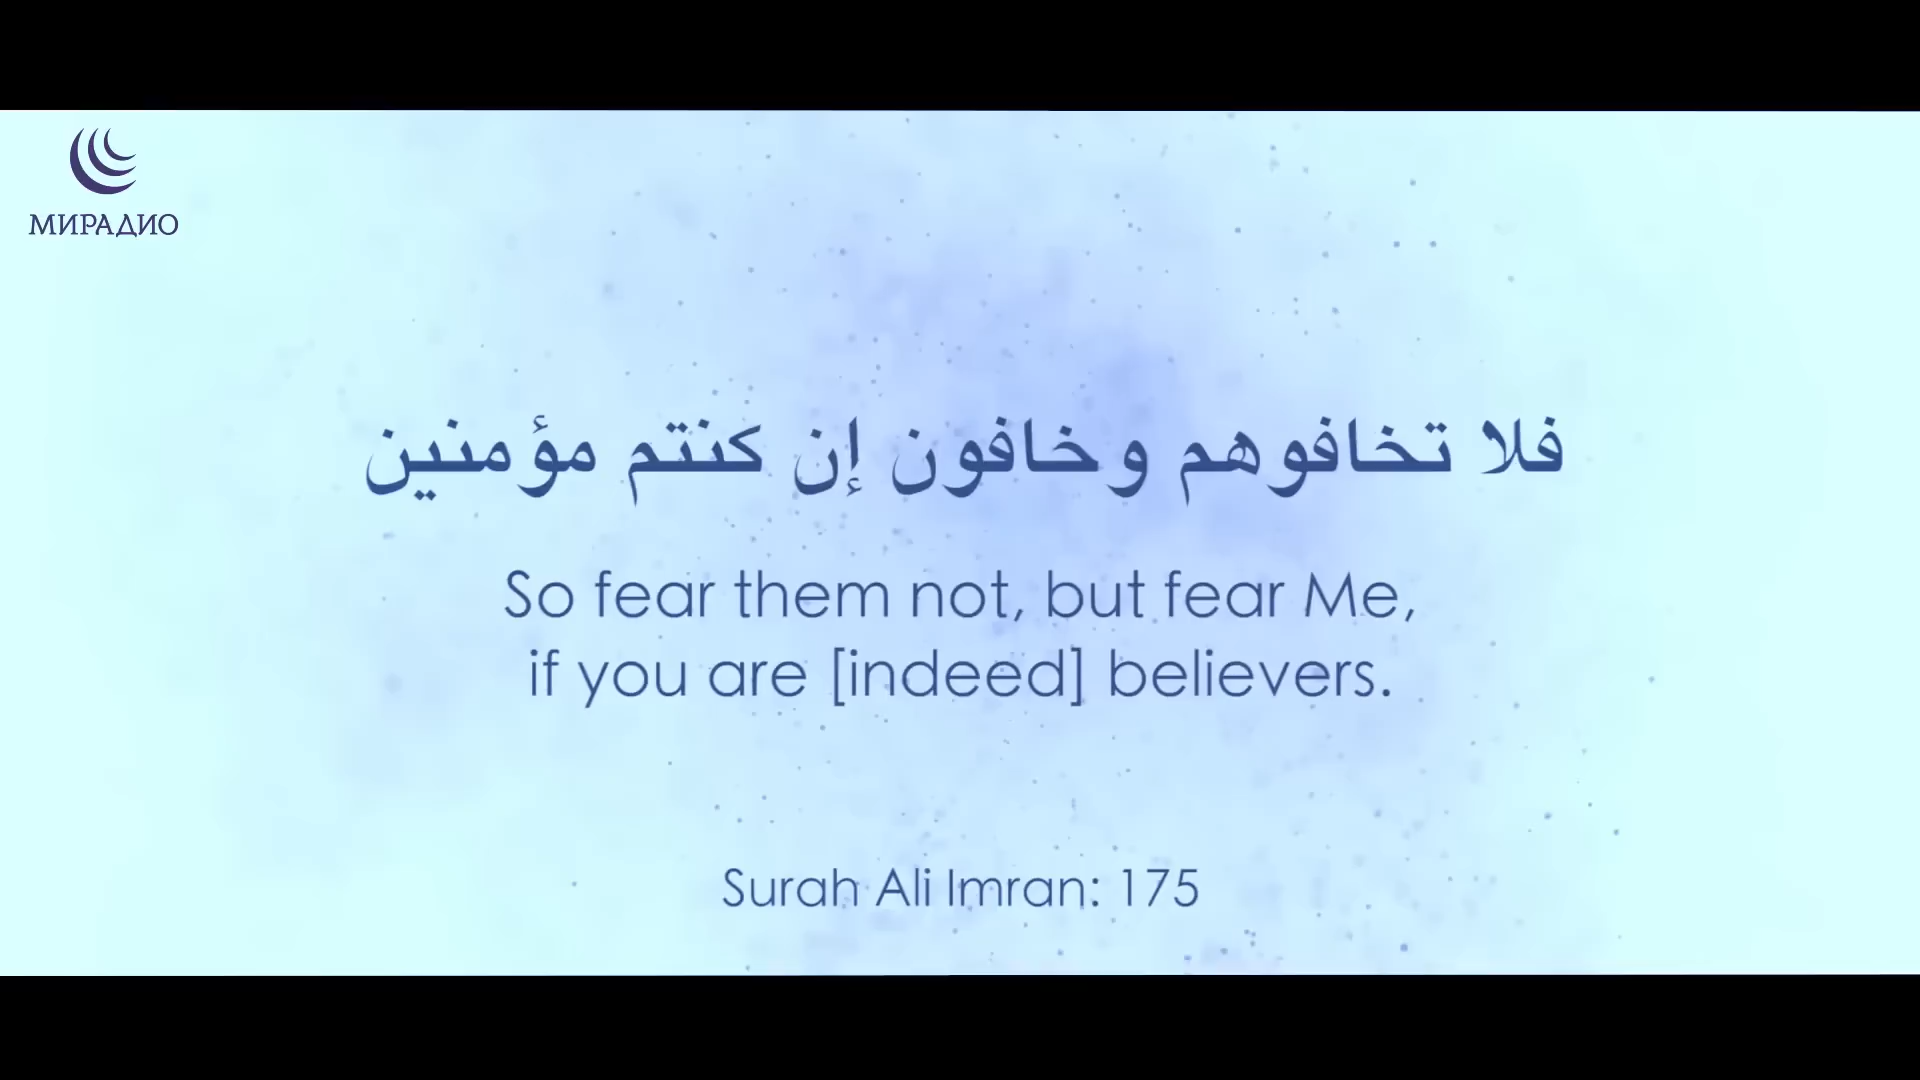 МИРАДИО
فلا تخافوهم وخافون إن كنتم مؤمنين
So fear them not, but fear Me,
if you are [indeed] believers.
Surah Ali Imran: 175